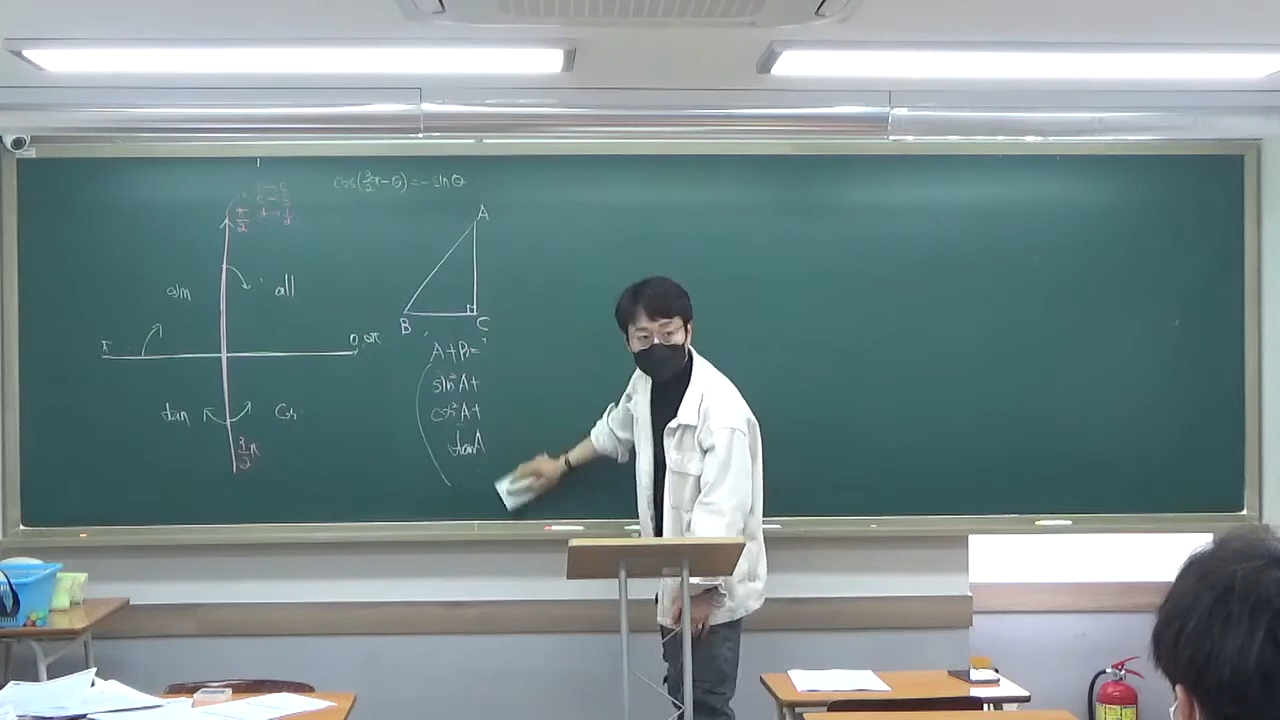 cos(3/2π-θ)=-sinθ
π/2
sin
all
π
0, 2π
tan
Cos
3/2π
A
B
C
A+B=
sin²A+
cos²A+
tanA